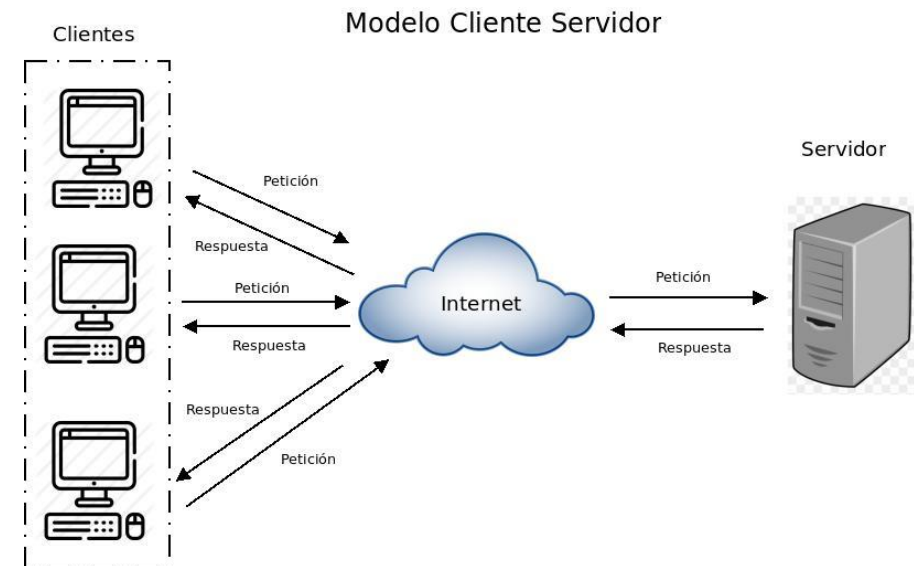 Modelo Cliente Servidor
Clientes
Servidor
Petición
Respuesta
Petición
Respuesta
Respuesta
Petición
Internet
Petición
Respuesta